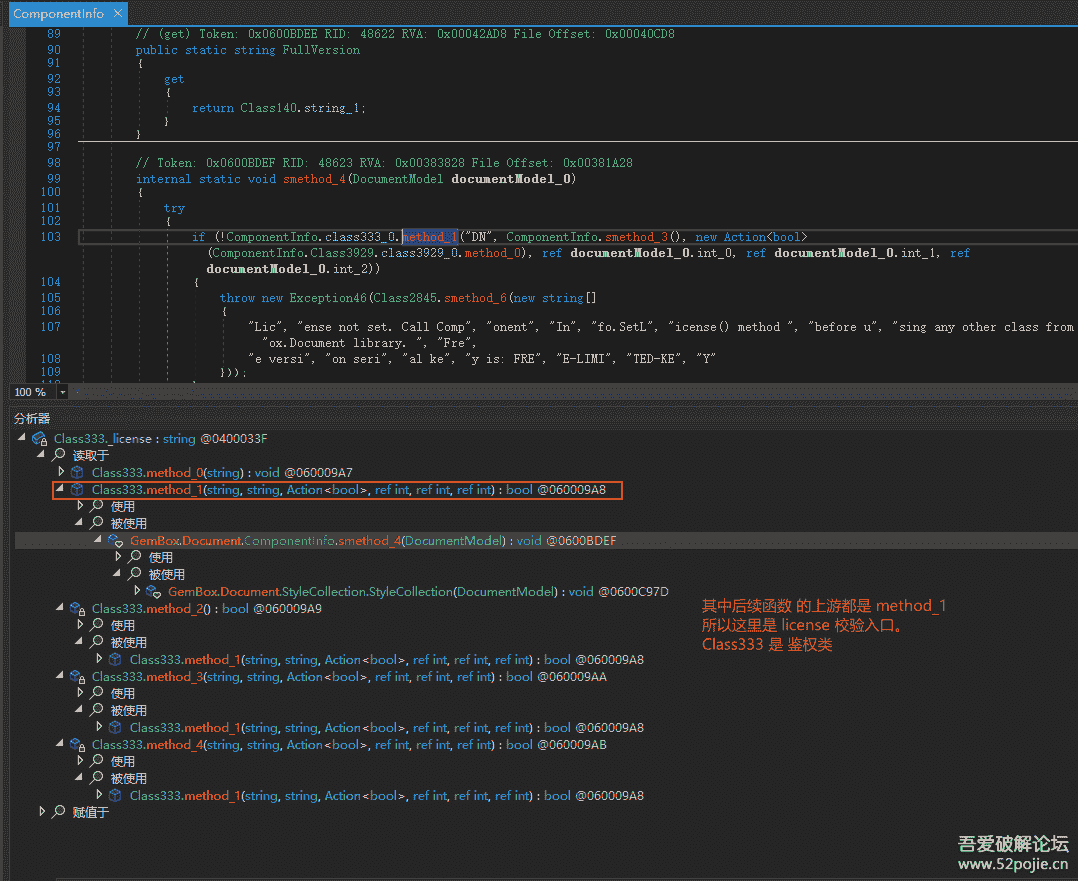 ComponentInfo ×
89 // (get) Token: 0x0600BDEE RID: 48622 RVA: 0x00042AD8 File Offset: 0x00040CD8
90 public static string FullVersion
91 {
92 get
93 {
94 return Class140.string_1;
95 }
96 }
97
98 // Token: 0x0600BDEF RID: 48623 RVA: 0x00383828 File Offset: 0x00381A28
99 internal static void smethod_4(DocumentModel documentModel_0)
100 {
101 try
102 {
103 if (!ComponentInfo.class333_0.method_1("DN", ComponentInfo.smethod_3(), new Action<bool>
(ComponentInfo.Class3929.class3929_0.method_0), ref documentModel_0.int_0, ref documentModel_0.int_1, ref
documentModel_0.int_2))
104 {
105 throw new Exception46(Class2845.smethod_6(new string[]
106 {
107 "Lic", "ense not set. Call Comp", "onent", "In", "fo.SetL", "icense() method ", "before u", "sing any other class from
"ox.Document library. ", "Fre",
108 "e versi", "on seri", "al ke", "y is: FRE", "E-LIMI", "TED-KE", "Y"
109 }));
100 %
分析器
Class333._license : string @0400033F
读取于
Class333.method_0(string) : void @060009A7
Class333.method_1(string, string, Action<bool>, ref int, ref int, ref int) : bool @060009A8
使用
被使用
GemBox.Document.ComponentInfo.smethod_4(DocumentModel) : void @0600BDEF
使用
被使用
GemBox.Document.StyleCollection.StyleCollection(DocumentModel) : void @0600C97D
Class333.method_2() : bool @060009A9
使用
被使用
Class333.method_1(string, string, Action<bool>, ref int, ref int, ref int) : bool @060009A8
Class333.method_3(string, string, Action<bool>, ref int, ref int, ref int) : bool @060009AA
使用
被使用
Class333.method_1(string, string, Action<bool>, ref int, ref int, ref int) : bool @060009A8
Class333.method_4(string, string, Action<bool>, ref int, ref int, ref int) : bool @060009AB
使用
被使用
Class333.method_1(string, string, Action<bool>, ref int, ref int, ref int) : bool @060009A8
赋值于
其中后续函数 的上游都是 method_1
所以这里是 license 校验入口。
Class333 是 鉴权类
吾爱破解论坛
www.52pojie.cn